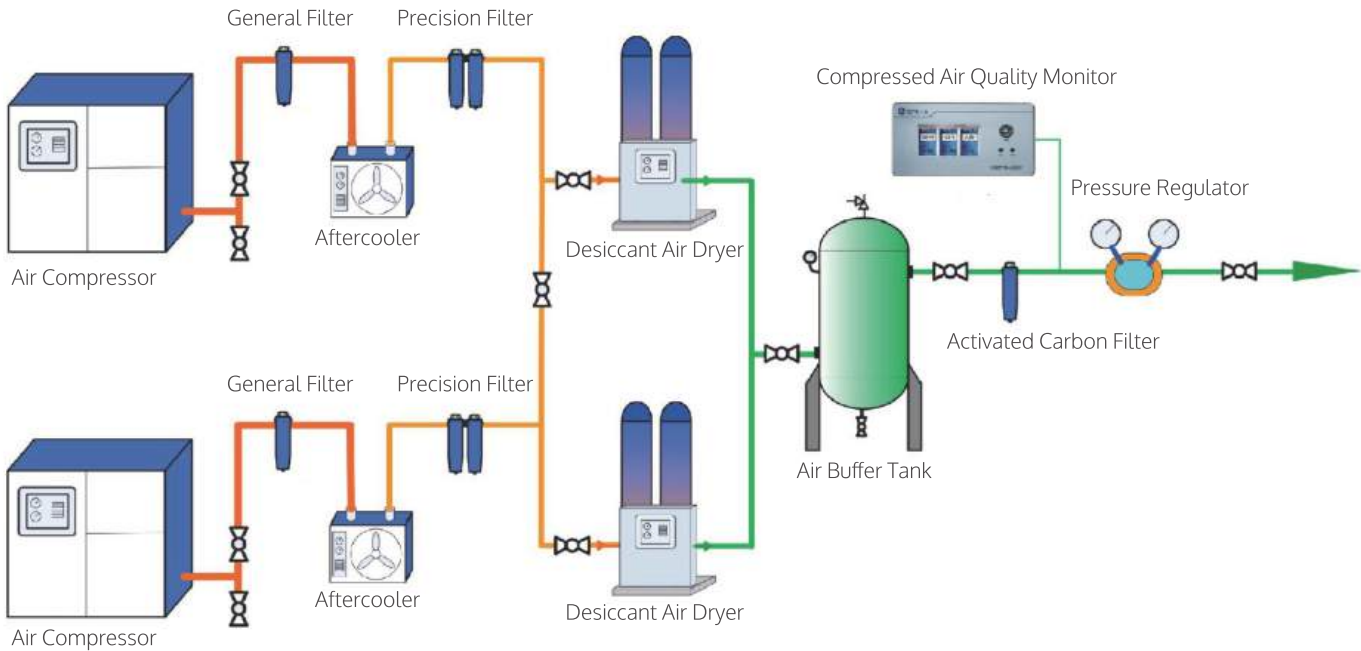 General Filter
Precision Filter
Compressed Air Quality Monitor
Pressure Regulator
Aftercooler
Desiccant Air Dryer
Air Compressor
Activated Carbon Filter
General Filter
Precision Filter
Air Buffer Tank
Aftercooler
Desiccant Air Dryer
Air Compressor